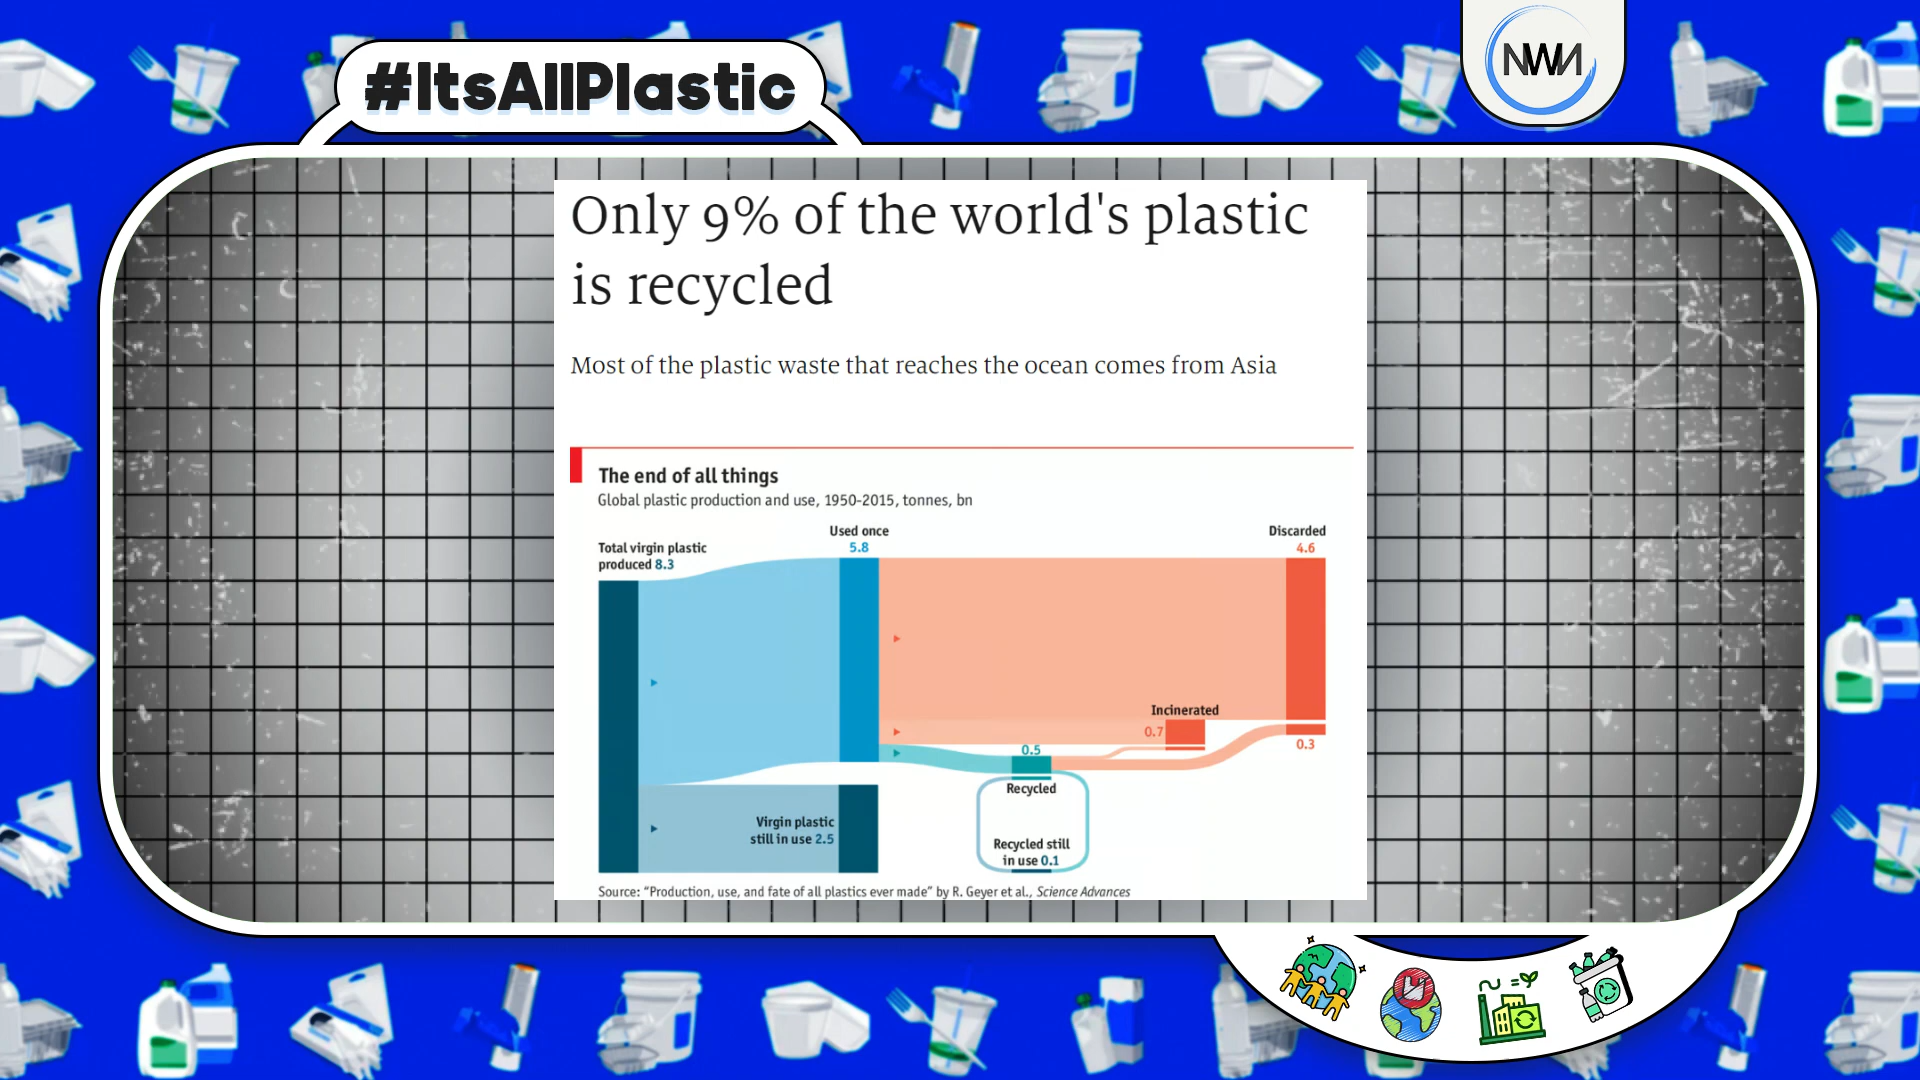 #ItsAllPlastic
NWN
Only 9% of the world's plastic
is recycled
Most of the plastic waste that reaches the ocean comes from Asia
The end of all things
Global plastic production and use, 1950-2015, tonnes, bn
Used once
5.8
Discarded
4.6
Total virgin plastic
produced 8.3
Incinerated
0.7
0.5
0.3
Recycled
Virgin plastic
still in use 2.5
Recycled still
in use 0.1
Source: “Production, use, and fate of all plastics ever made” by R. Geyer et al., Science Advances